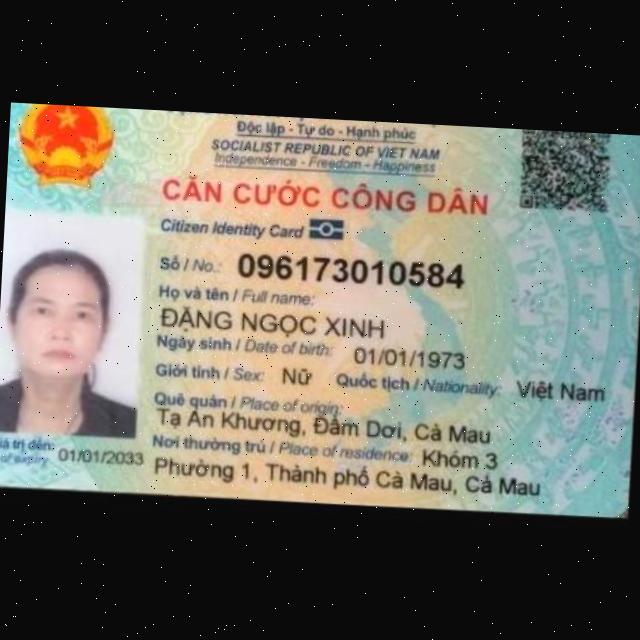 Độc lập - Tự do - Hạnh phúc
SOCIALIST REPUBLIC OF VIET NAM
Independence - Freedom - Happiness
CĂN CƯỚC CÔNG DÂN
Citizen Identity Card
Số / No.: 096173010584
Họ và tên / Full name:
ĐẶNG NGỌC XINH
Ngày sinh / Date of birth: 01/01/1973
Giới tính / Sex: Nữ Quốc tịch / Nationality: Việt Nam
Quê quán / Place of origin:
Tạ An Khương, Đầm Dơi, Cà Mau
Nơi thường trú / Place of residence: Khóm 3
Phường 1, Thành phố Cà Mau, Cà Mau
trị đến: 01/01/2033
of expiry